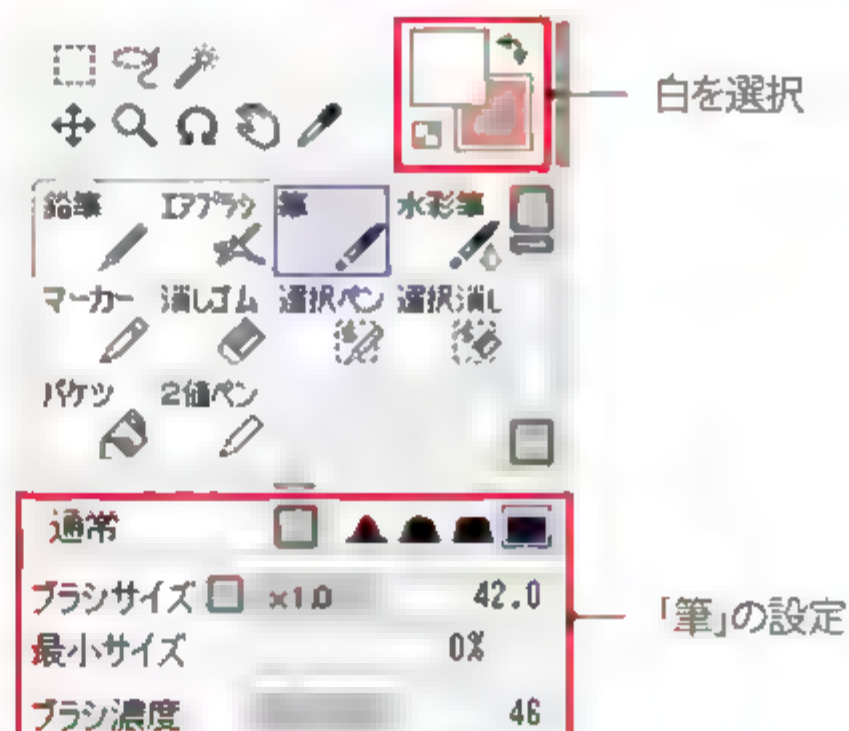 白を選択
鉛筆 エアブラシ 筆 水彩筆
マーカー 消しゴム 選択ペン 選択消し
バケツ 2値ペン
通常
ブラシサイズ ×1.0 42.0
「筆」の設定
最小サイズ 0%
ブラシ濃度 46